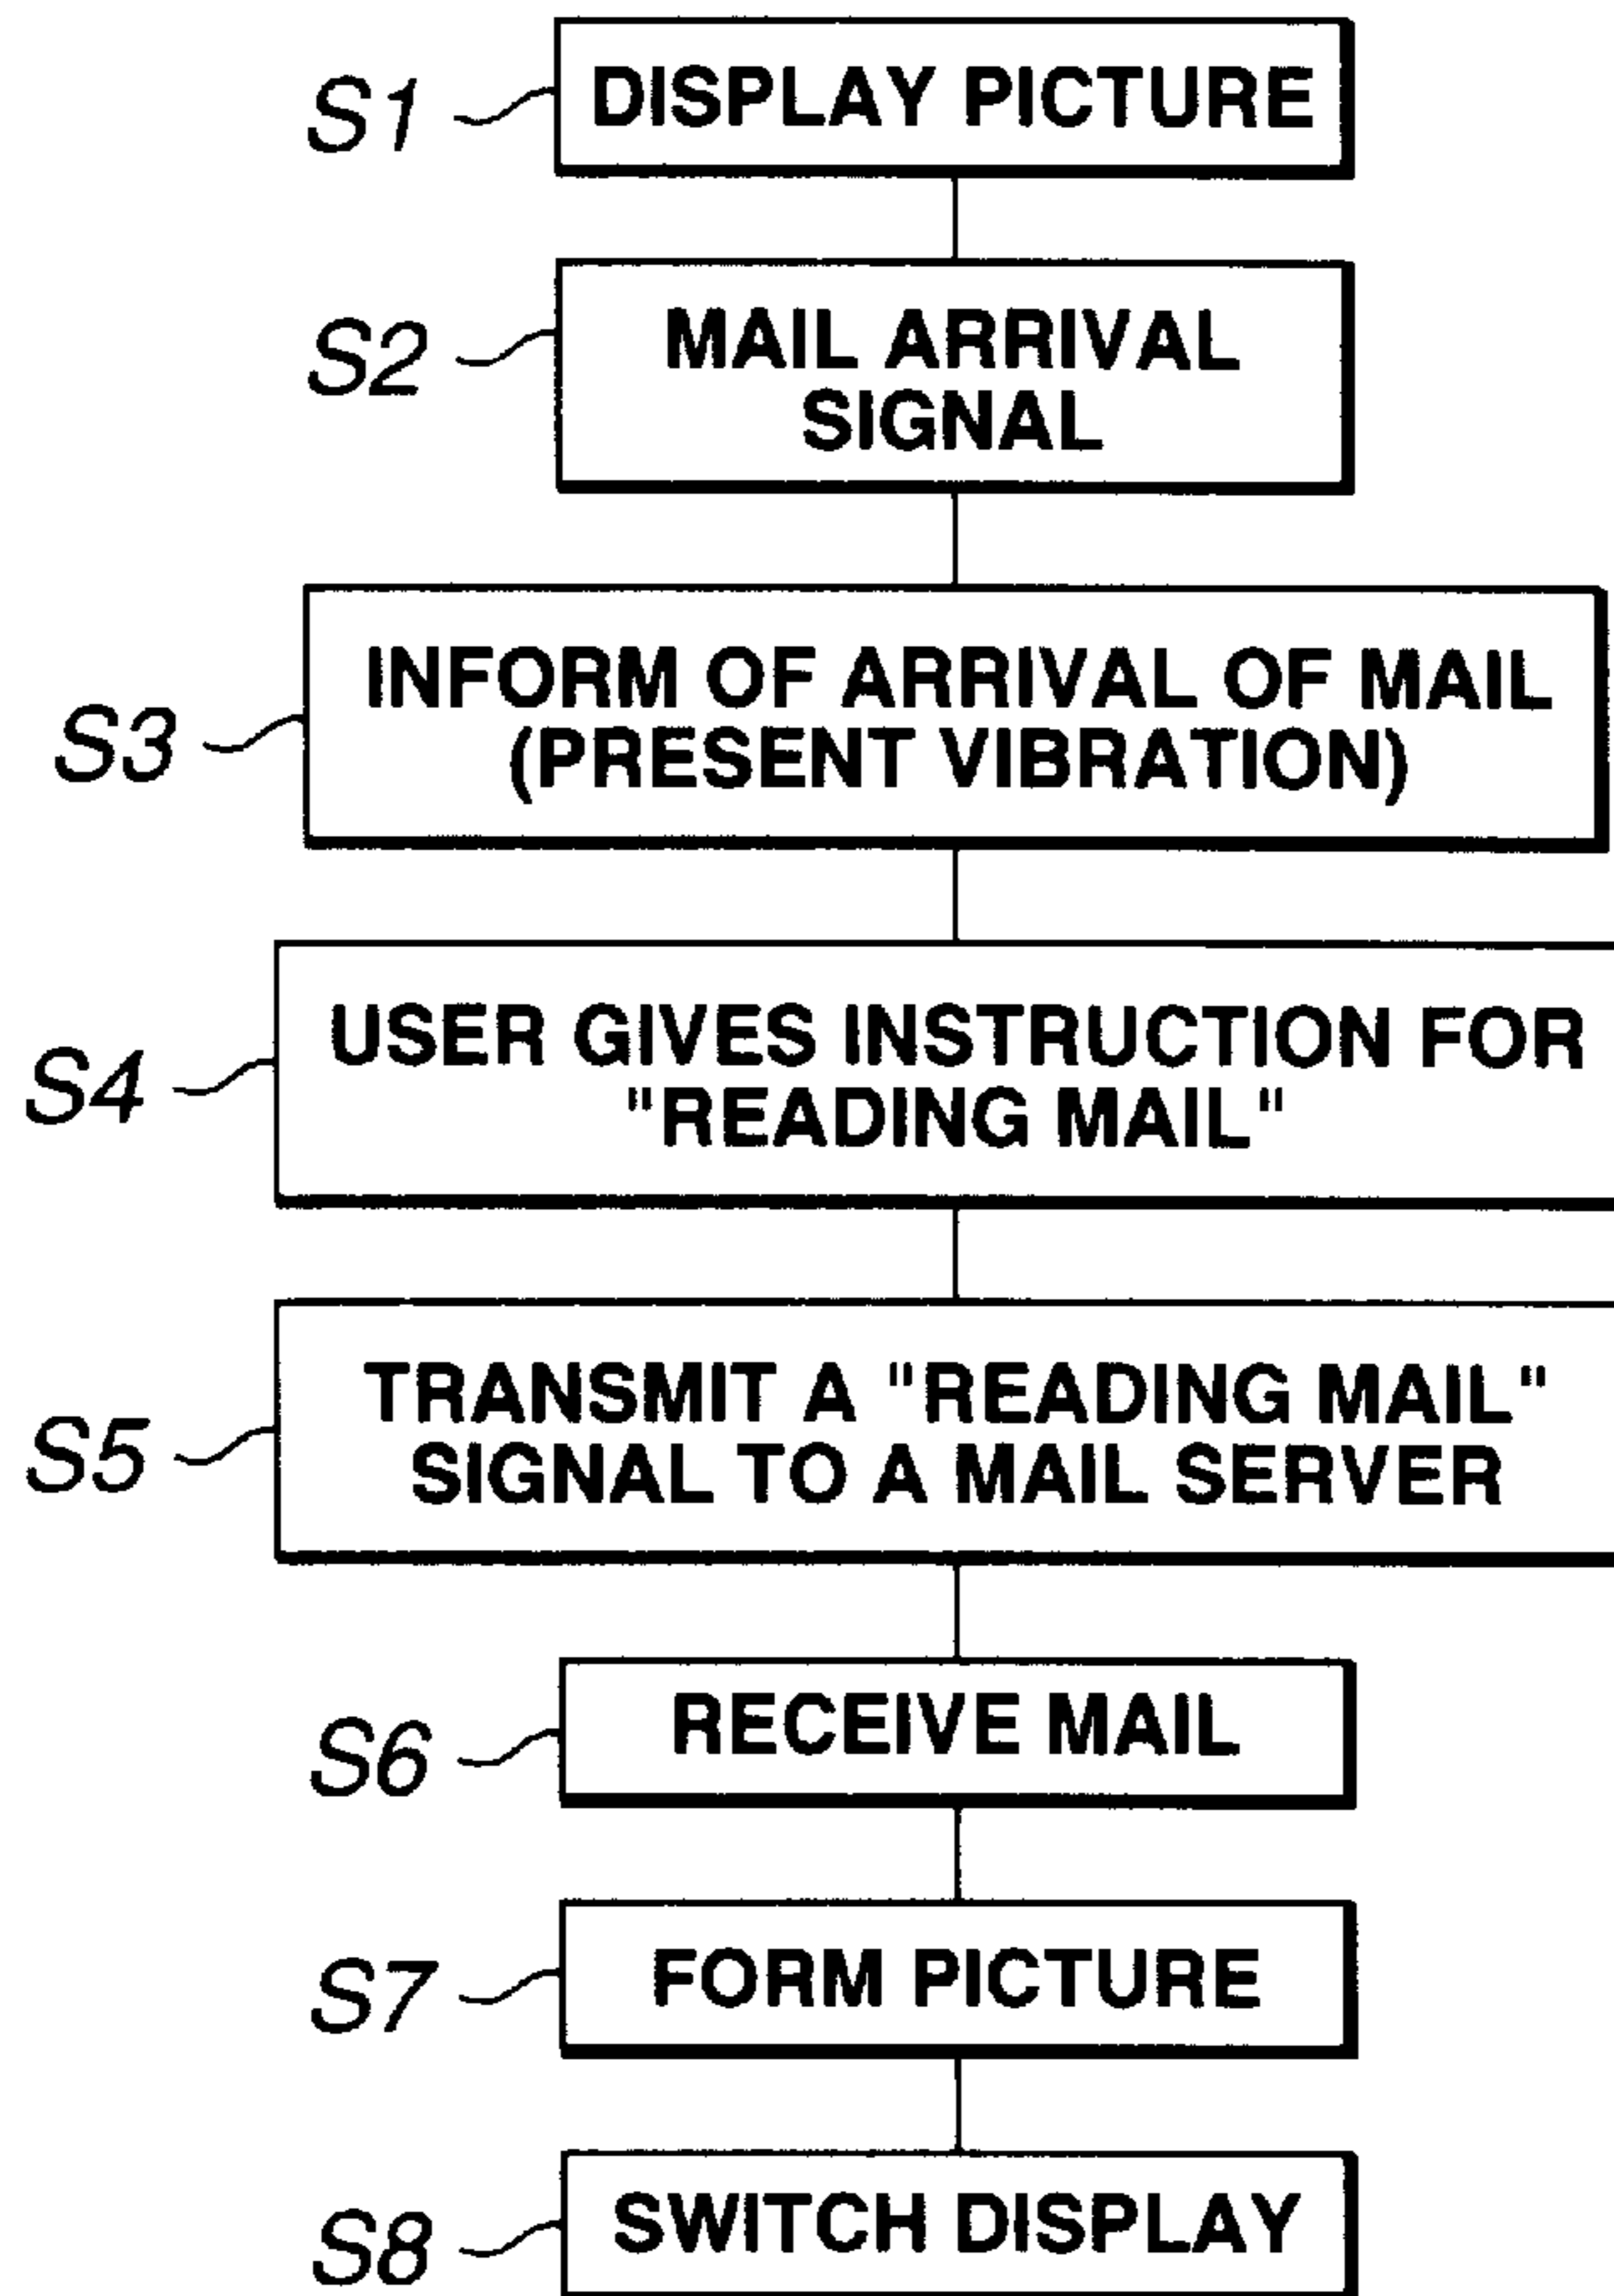 S1 DISPLAY PICTURE
S2 MAIL ARRIVAL
SIGNAL
S3 INFORM OF ARRIVAL OF MAIL
(PRESENT VIBRATION)
S4 USER GIVES INSTRUCTION FOR
"READING MAIL"
S5 TRANSMIT A "READING MAIL"
SIGNAL TO A MAIL SERVER
S6 RECEIVE MAIL
S7 FORM PICTURE
S8 SWITCH DISPLAY